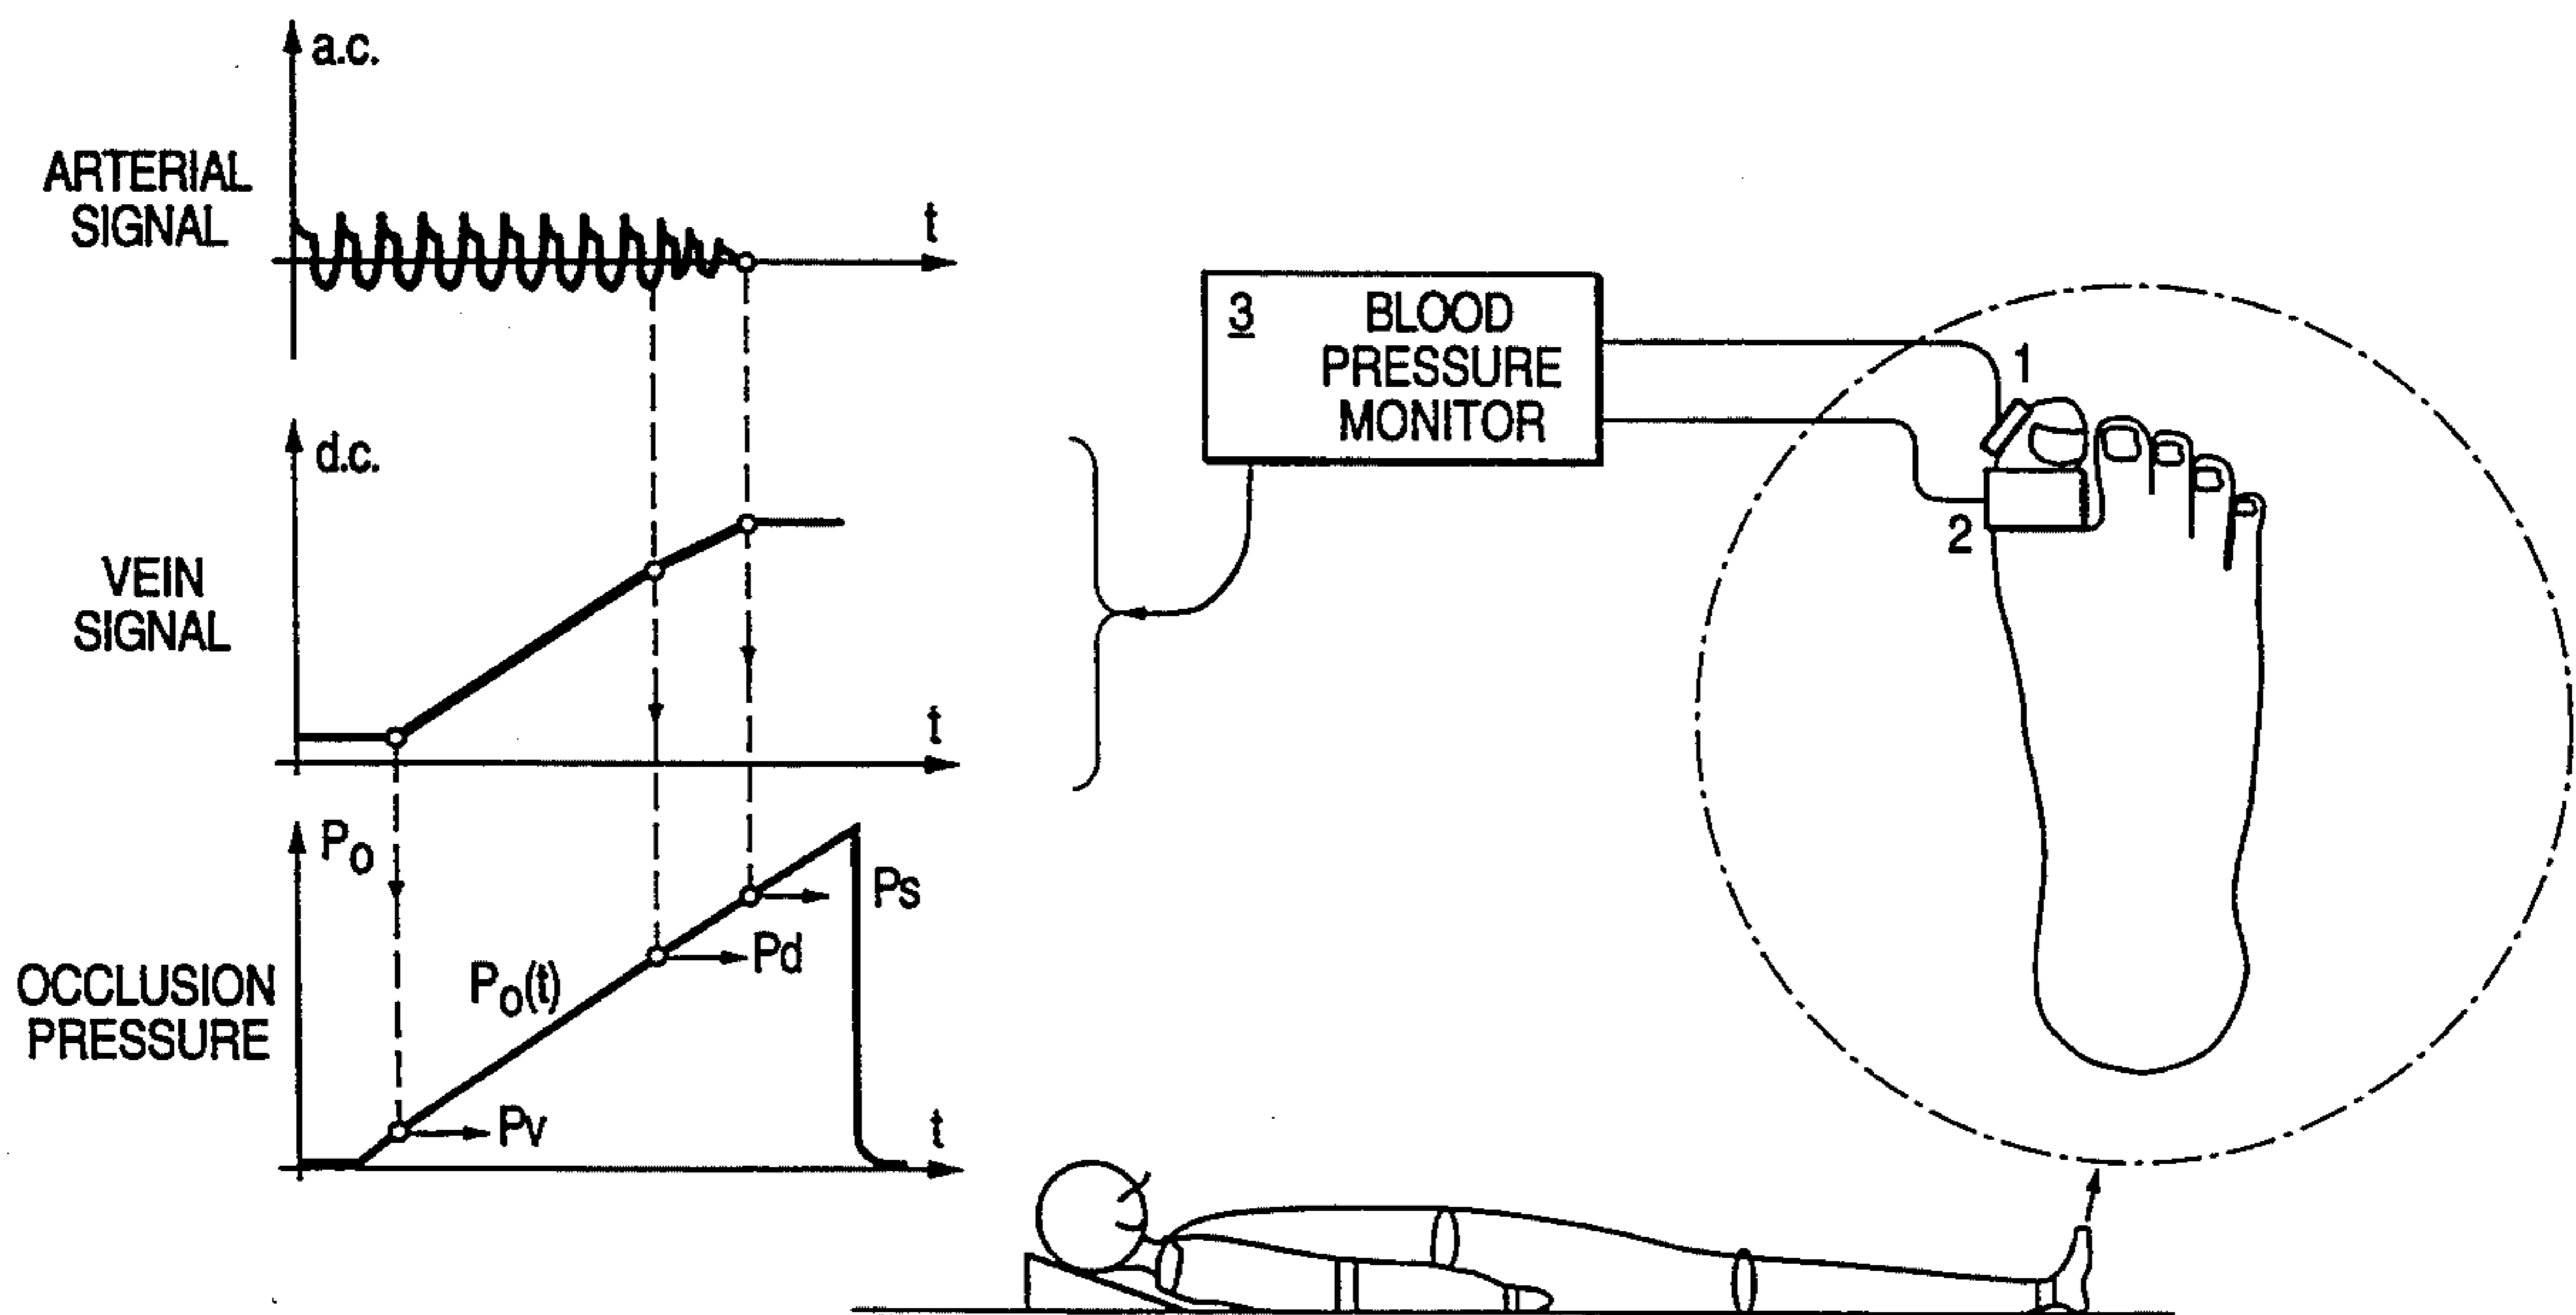 a.c.
ARTERIAL
SIGNAL
t
3
BLOOD
PRESSURE
MONITOR
1
2
d.c.
VEIN
SIGNAL
t
Po
Ps
Pd
Po(t)
OCCLUSION
PRESSURE
Pv
t